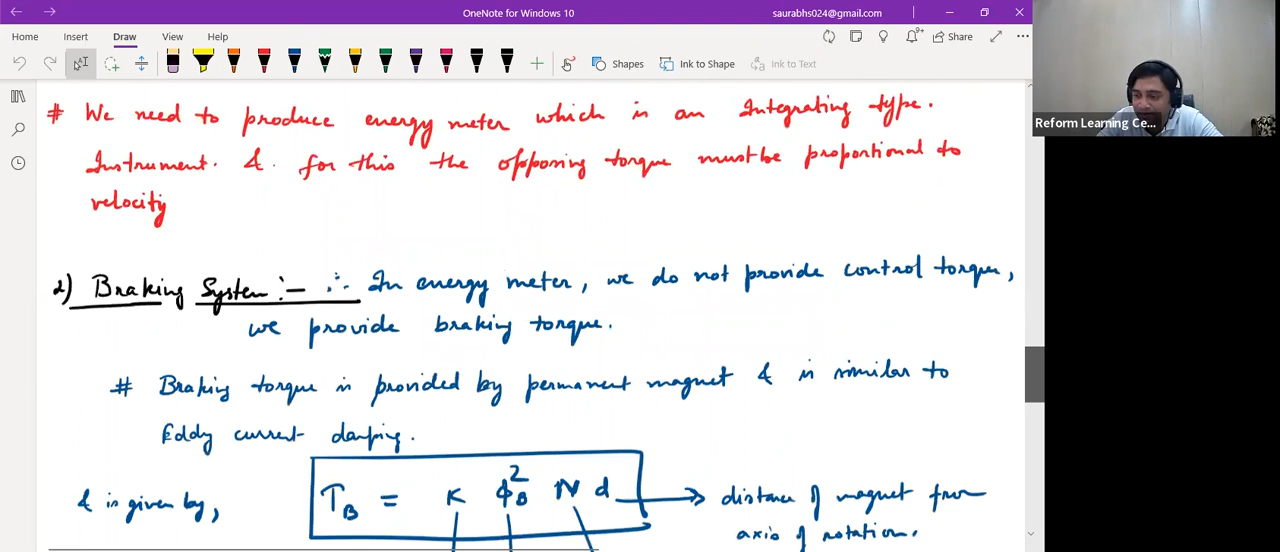 OneNote for Windows 10
saurabhs024@gmail.com
Home Insert Draw View Help
9+ Share
Shapes Ink to Shape Ink to Text
# We need to produce energy meter which is an Integrating type.
Instrument. & for this the opposing torque must be proportional to
velocity
2) Braking System :- ∴ In energy meter, we do not provide control torque,
we provide braking torque.
# Braking torque is provided by permanent magnet & is similar to
Eddy current damping.
& is given by, T_B = K ϕ_B² N d → distance of magnet from
axis of rotation.
Reform Learning Ce...